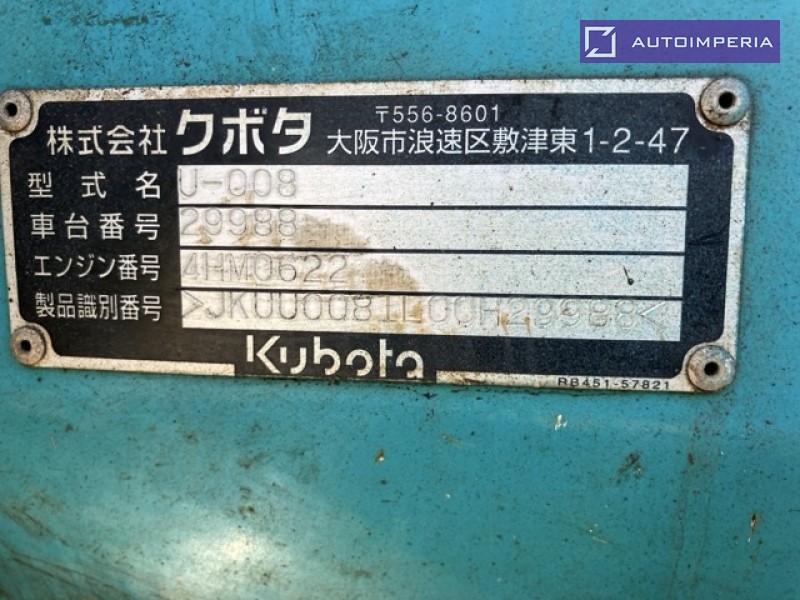 AUTOIMPERIA
株式会社 クボタ 〒556-8601
大阪市浪速区敷津東1-2-47
型式名 U-008
車台番号 29988
エンジン番号 4HM0622
製品識別番号 >JKUU0081L00H29988<
Kubota
RB451-57821